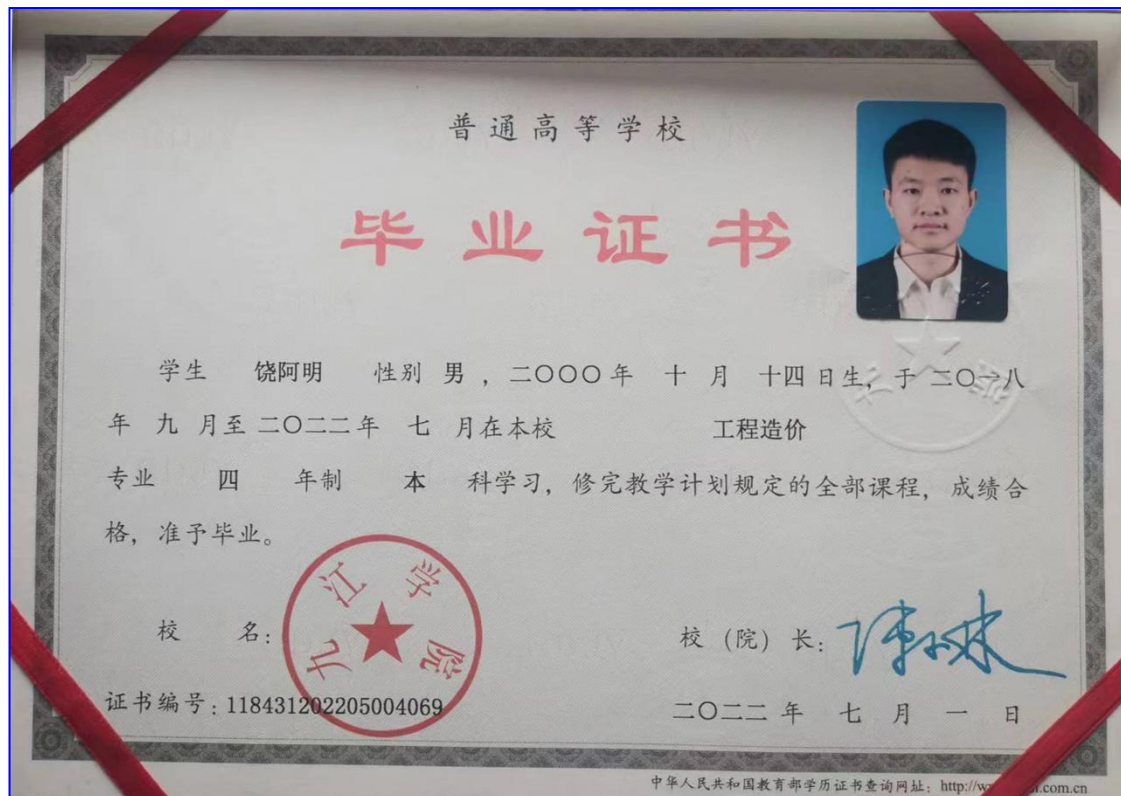 普通高等学校
毕业证书
学生 饶阿明 性别 男 ，二〇〇〇年 十 月 十四 日生，于 二〇一八
年 九 月至 二〇二二年 七 月在本校 工程造价
专业 四 年制 本 科学习，修完教学计划规定的全部课程，成绩合
格，准予毕业。
九江学院
校 名：
校（院）长：
证书编号：118431202205004069
二〇二二 年 七 月 一 日
中华人民共和国教育部学历证书查询网址：http://w .com.cn